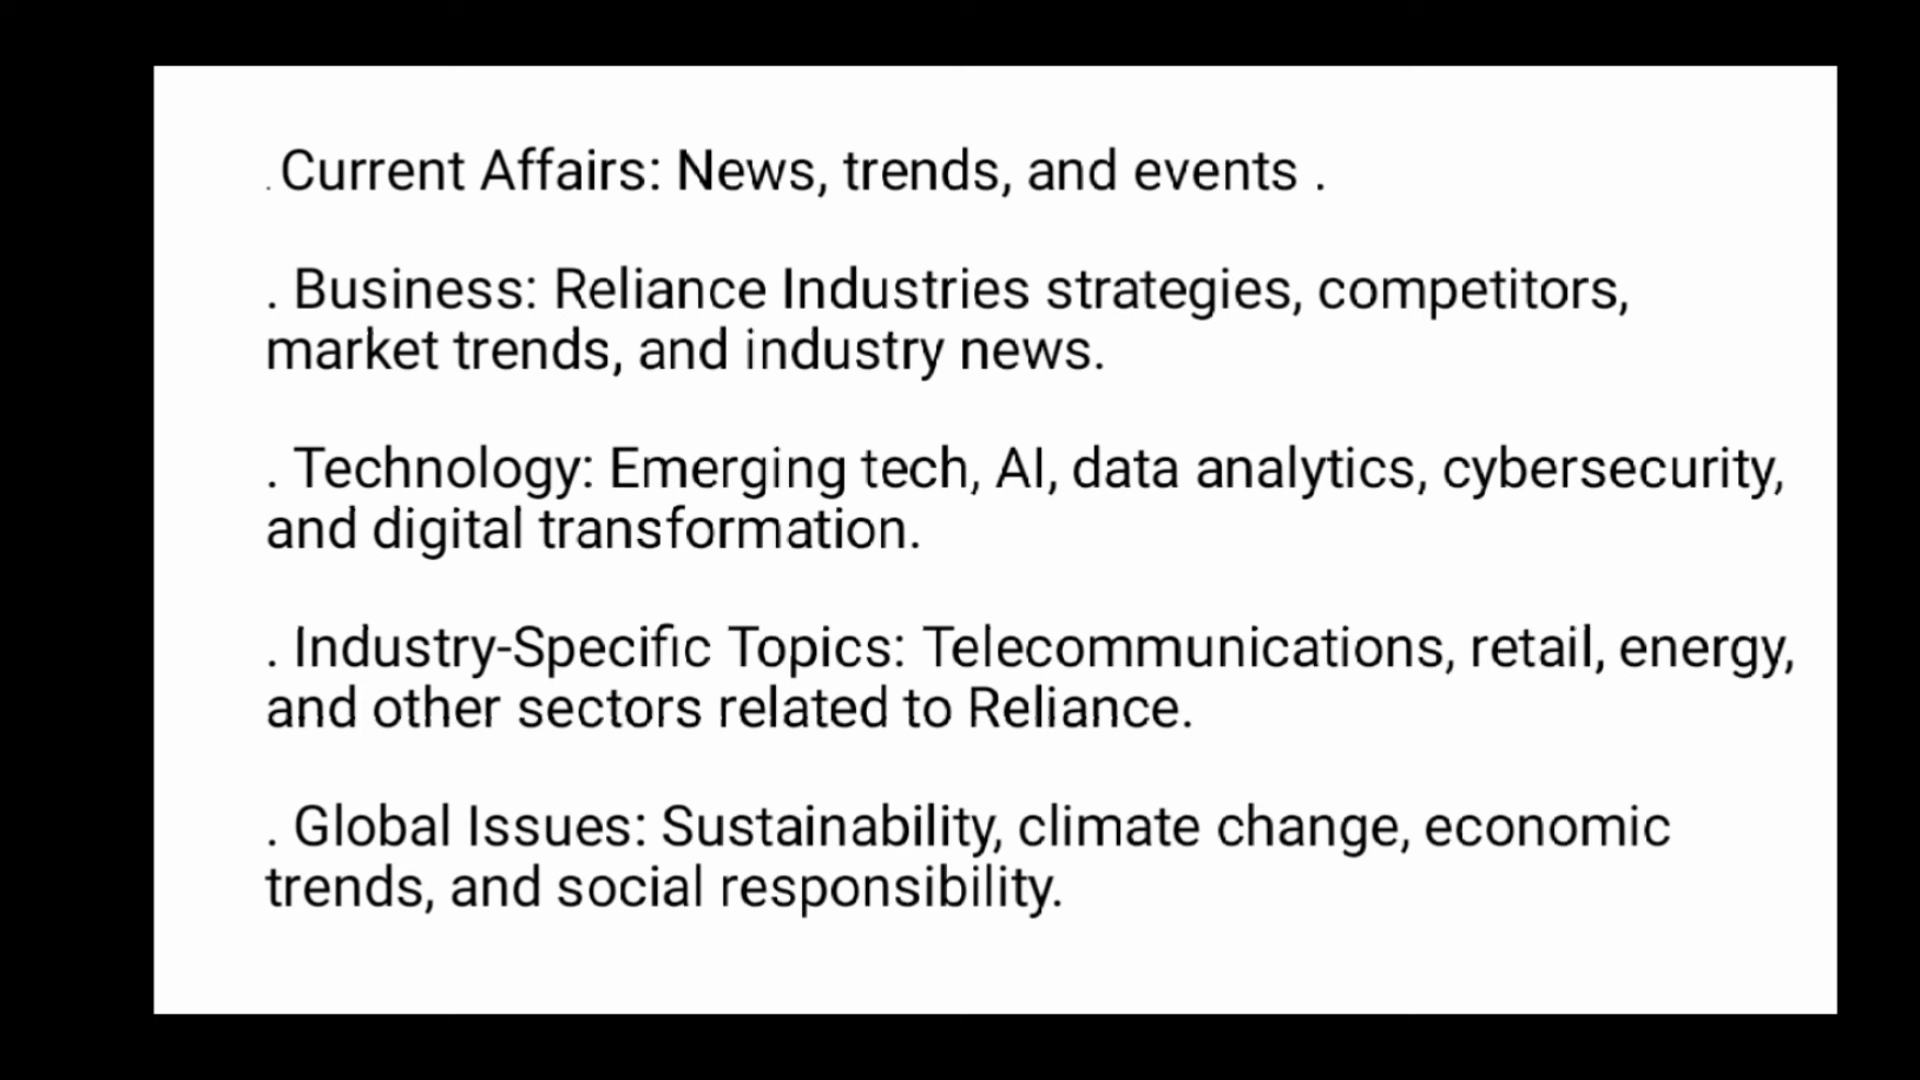 . Current Affairs: News, trends, and events .
. Business: Reliance Industries strategies, competitors,
market trends, and industry news.
. Technology: Emerging tech, AI, data analytics, cybersecurity,
and digital transformation.
. Industry-Specific Topics: Telecommunications, retail, energy,
and other sectors related to Reliance.
. Global Issues: Sustainability, climate change, economic
trends, and social responsibility.